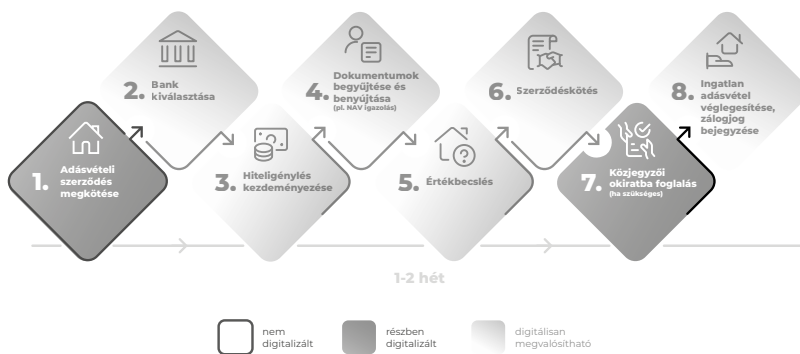 1.
Adásvételi
szerződés
megkötése
2.
Bank
kiválasztása
3.
Hiteligénylés
kezdeményezése
4.
Dokumentumok
begyűjtése és
benyújtása
(pl. NAV igazolás)
5.
Értékbecslés
6.
Szerződéskötés
7.
Közjegyzői
okiratba foglalás
(ha szükséges)
8.
Ingatlan
adásvétel
véglegesítése,
zálogjog
bejegyzése
1-2 hét
nem
digitalizált
részben
digitalizált
digitálisan
megvalósítható